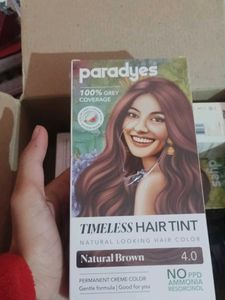 paradyes
100% GREY
COVERAGE
TIMELESS HAIR TINT
NATURAL LOOKING HAIR COLOR
Natural Brown 4.0
PERMANENT CRÈME COLOR
Gentle formula | Good for you
NO PPD
AMMONIA
RESORCINOL